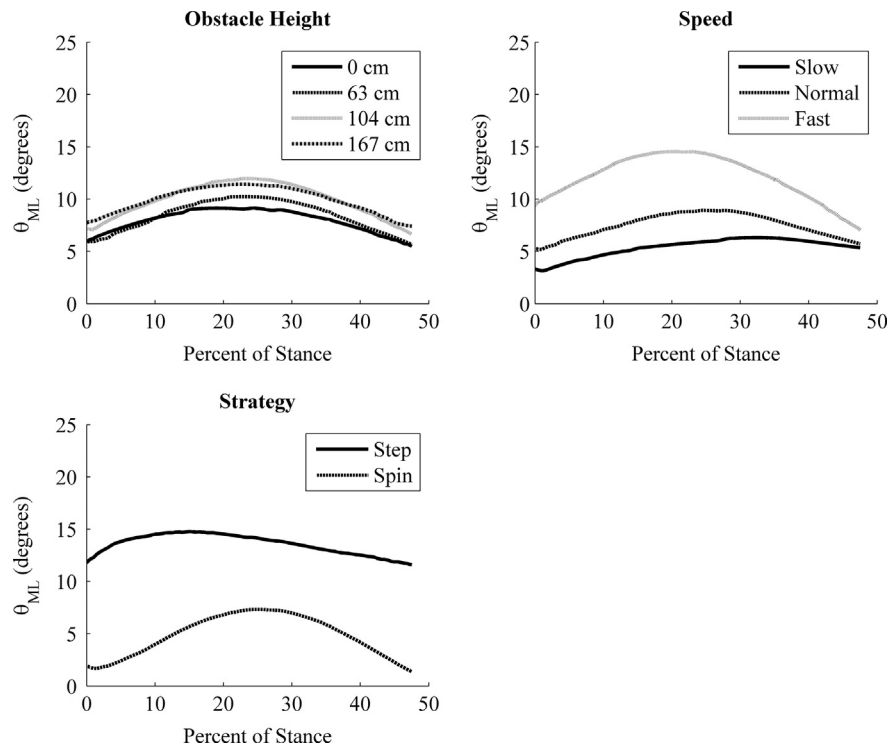 Obstacle Height
25
20
15
10
5
0
θML (degrees)
0 cm
63 cm
104 cm
167 cm
0 10 20 30 40 50
Percent of Stance
Speed
25
20
15
10
5
0
θML (degrees)
Slow
Normal
Fast
0 10 20 30 40 50
Percent of Stance
Strategy
25
20
15
10
5
0
θML (degrees)
Step
Spin
0 10 20 30 40 50
Percent of Stance